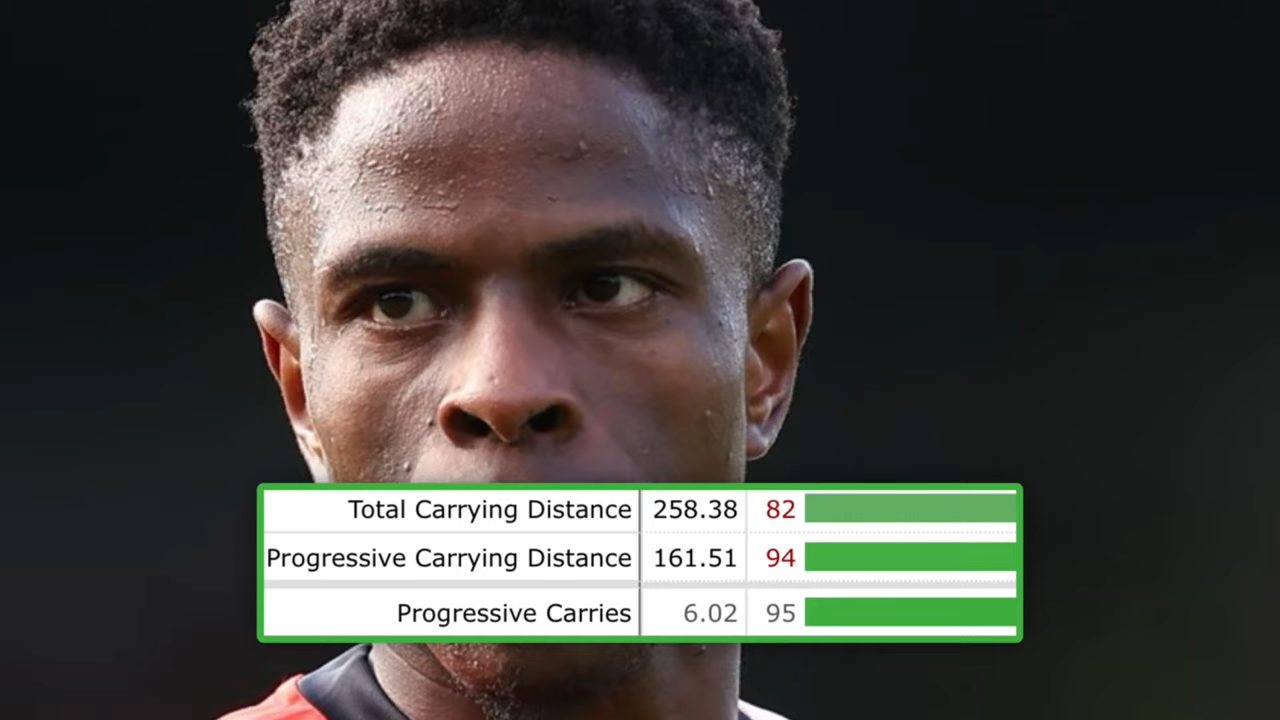 Total Carrying Distance 258.38 82
Progressive Carrying Distance 161.51 94
Progressive Carries 6.02 95